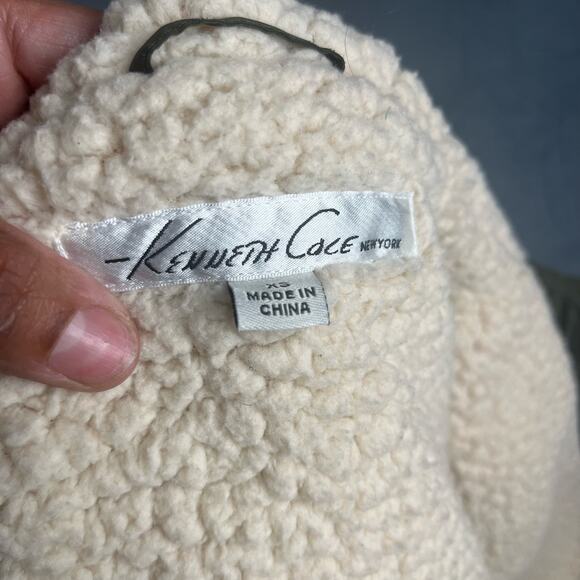 -KENNETH COLE NEW YORK
XS
MADE IN
CHINA